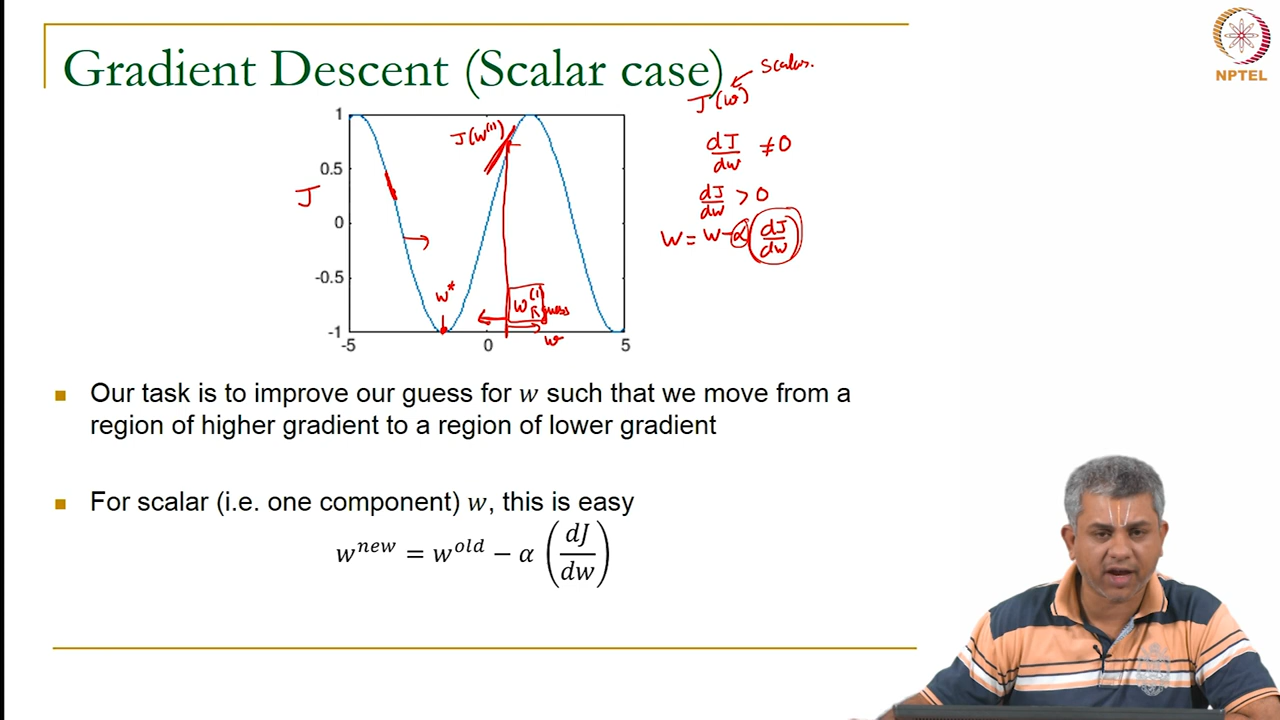 Gradient Descent (Scalar case)
NPTEL
Scalar.
J(w)
dJ/dw ≠ 0
dJ/dw > 0
w = w - α (dJ/dw)
1
0.5
0
-0.5
-1
-5
0
5
J
J(w⁽¹⁾)
w*
w⁽¹⁾
guess
w
Our task is to improve our guess for w such that we move from a
region of higher gradient to a region of lower gradient
For scalar (i.e. one component) w, this is easy
wⁿᵉʷ = wᵒˡᵈ − α (dJ/dw)